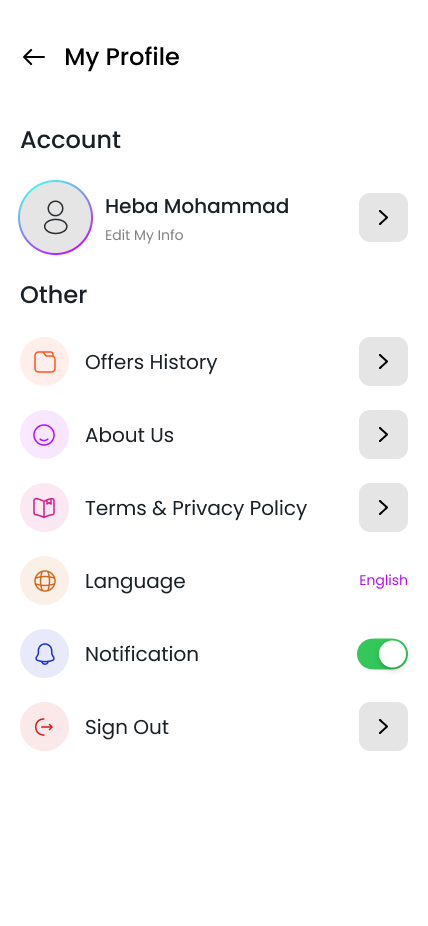 My Profile
Account
Heba Mohammad
Edit My Info
Other
Offers History
About Us
Terms & Privacy Policy
Language
English
Notification
Sign Out